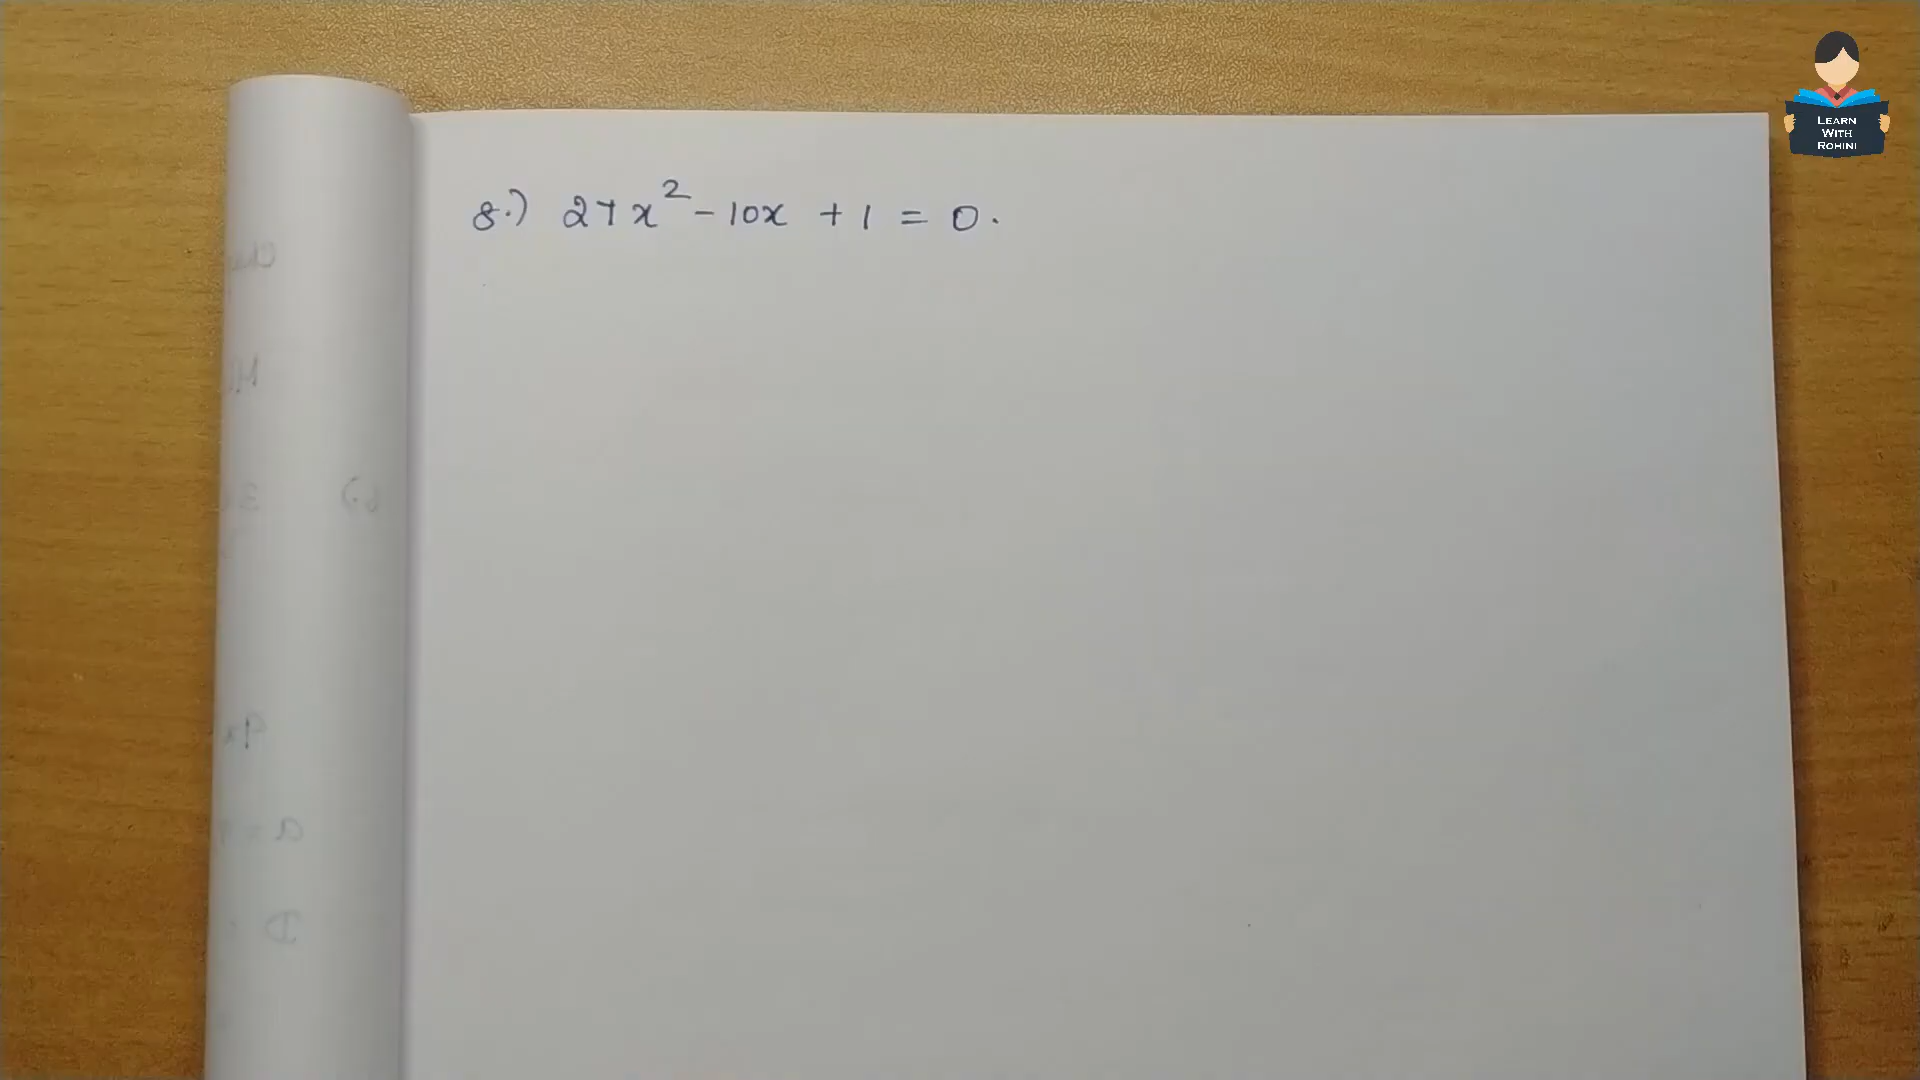 LEARN
WITH
ROHINI
8.) 27x² - 10x + 1 = 0.